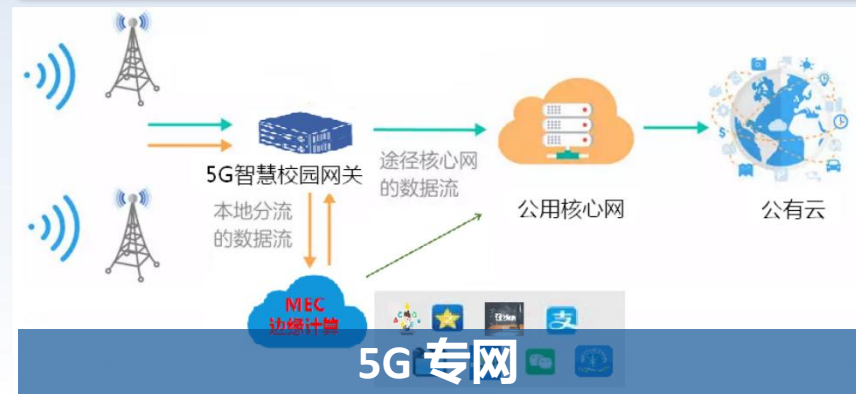 5G智慧校园网关
途径核心网
的数据流
本地分流
的数据流
公用核心网
公有云
MEC
边缘计算
支
5G 专网